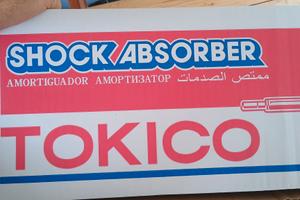 SHOCK ABSORBER
AMORTIGUADOR АМОРТИЗАТОР ممتص الصدمات
TOKICO